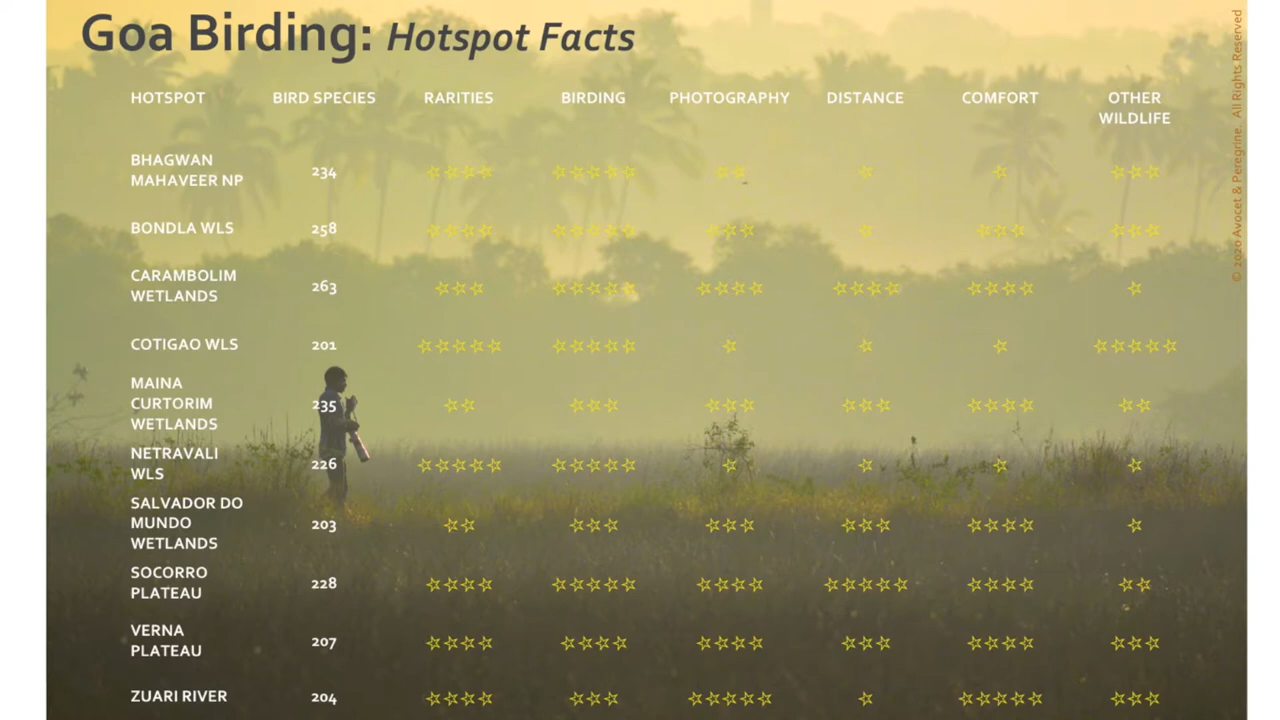 Goa Birding: Hotspot Facts
HOTSPOT BIRD SPECIES RARITIES BIRDING PHOTOGRAPHY DISTANCE COMFORT OTHER
WILDLIFE
BHAGWAN
MAHAVEER NP 234 ☆☆☆☆ ☆☆☆☆☆ ☆☆ ☆ ☆ ☆☆☆
BONDLA WLS 258 ☆☆☆☆ ☆☆☆☆☆ ☆☆☆ ☆ ☆☆☆ ☆☆☆
CARAMBOLIM
WETLANDS 263 ☆☆☆ ☆☆☆☆☆ ☆☆☆☆ ☆☆☆☆ ☆☆☆☆ ☆
COTIGAO WLS 201 ☆☆☆☆☆ ☆☆☆☆☆ ☆ ☆ ☆ ☆☆☆☆☆
MAINA
CURTORIM 235 ☆☆ ☆☆☆ ☆☆☆ ☆☆☆ ☆☆☆☆ ☆☆
WETLANDS
NETRAVALI
WLS 226 ☆☆☆☆☆ ☆☆☆☆☆ ☆ ☆ ☆ ☆
SALVADOR DO
MUNDO 203 ☆☆ ☆☆☆ ☆☆☆ ☆☆☆ ☆☆☆☆ ☆
WETLANDS
SOCORRO
PLATEAU 228 ☆☆☆☆ ☆☆☆☆☆ ☆☆☆☆ ☆☆☆☆☆ ☆☆☆☆ ☆☆
VERNA
PLATEAU 207 ☆☆☆☆ ☆☆☆☆ ☆☆☆☆ ☆☆☆ ☆☆☆☆ ☆☆☆
ZUARI RIVER 204 ☆☆☆☆ ☆☆☆ ☆☆☆☆☆ ☆ ☆☆☆☆☆ ☆☆☆
© 2020 Avocet & Peregrine. All Rights Reserved